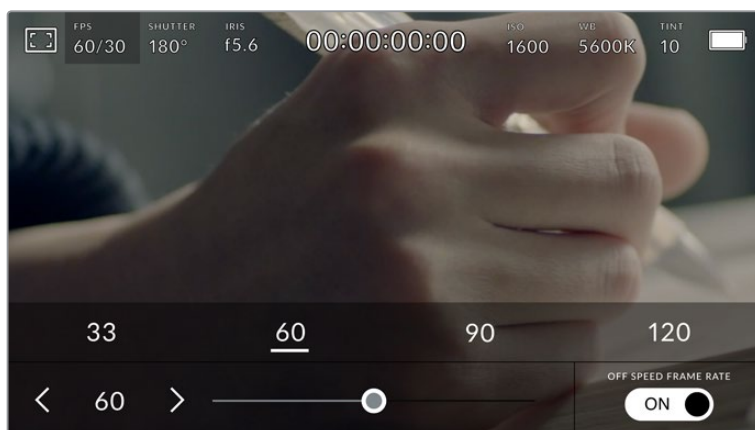 FPS SHUTTER IRIS ISO WB TINT
60/30 180° f5.6 00:00:00:00 1600 5600K 10
33 60 90 120
OFF SPEED FRAME RATE
60 ON